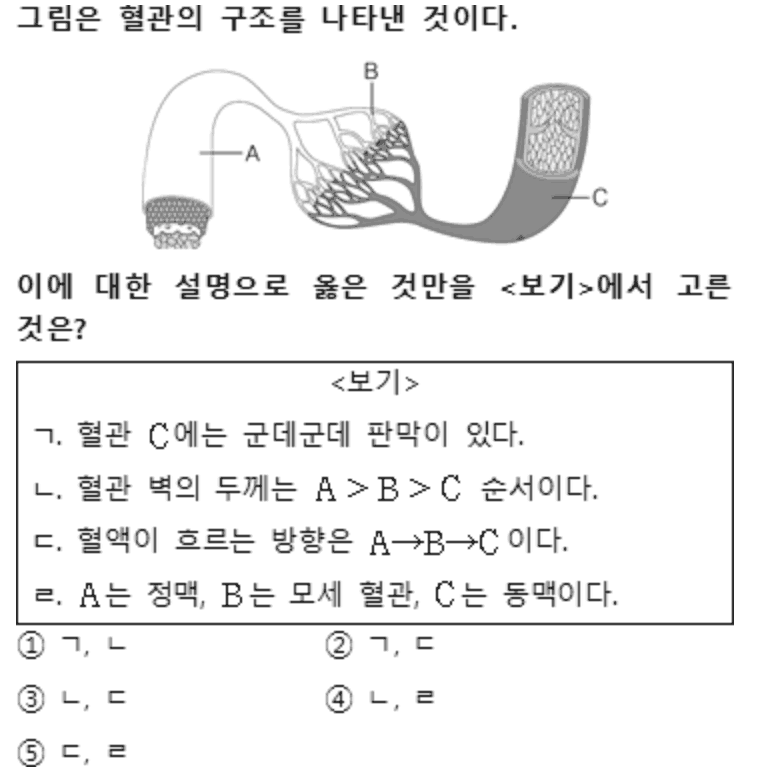 그림은 혈관의 구조를 나타낸 것이다.
B
A
C
이에 대한 설명으로 옳은 것만을 <보기>에서 고른
것은?
<보기>
ㄱ. 혈관 C에는 군데군데 판막이 있다.
ㄴ. 혈관 벽의 두께는 A > B > C 순서이다.
ㄷ. 혈액이 흐르는 방향은 A→B→C 이다.
ㄹ. A는 정맥, B는 모세 혈관, C는 동맥이다.
① ㄱ, ㄴ ② ㄱ, ㄷ
③ ㄴ, ㄷ ④ ㄴ, ㄹ
⑤ ㄷ, ㄹ